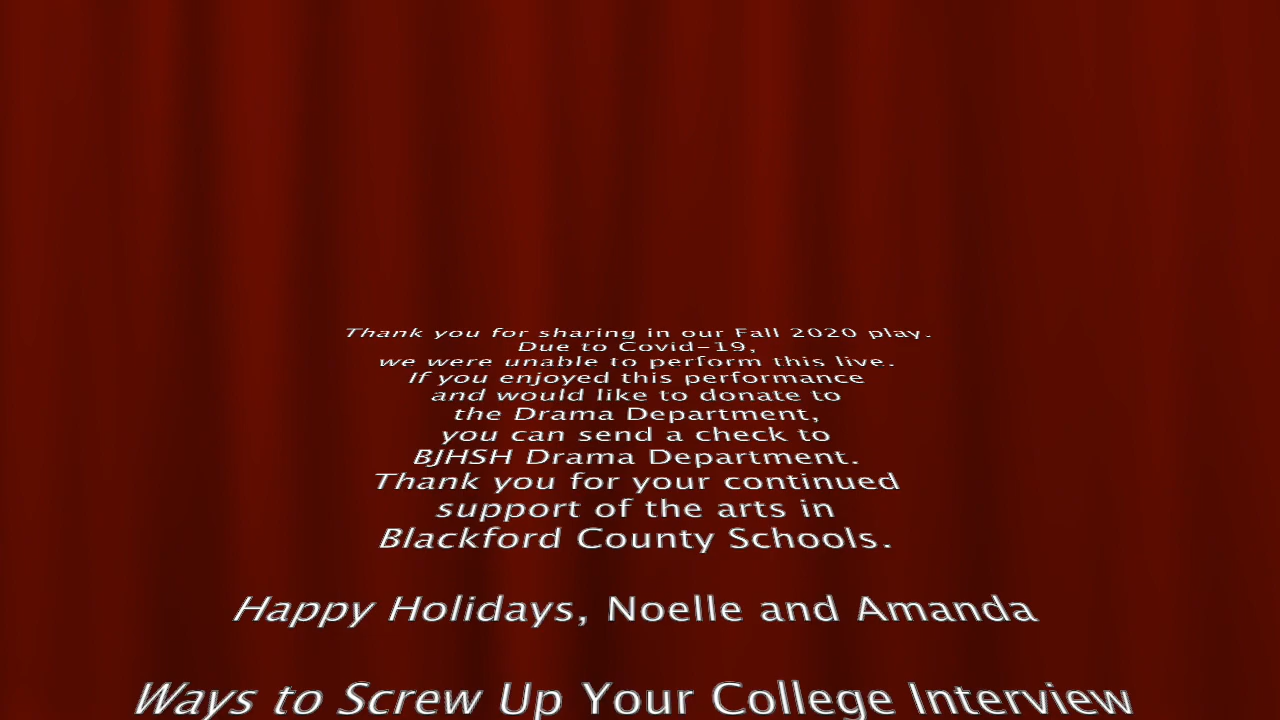 Thank you for sharing in our Fall 2020 play.
Due to Covid-19,
we were unable to perform this live.
If you enjoyed this performance
and would like to donate to
the Drama Department,
you can send a check to
BJHSH Drama Department.
Thank you for your continued
support of the arts in
Blackford County Schools.
Happy Holidays, Noelle and Amanda
Ways to Screw Up Your College Interview